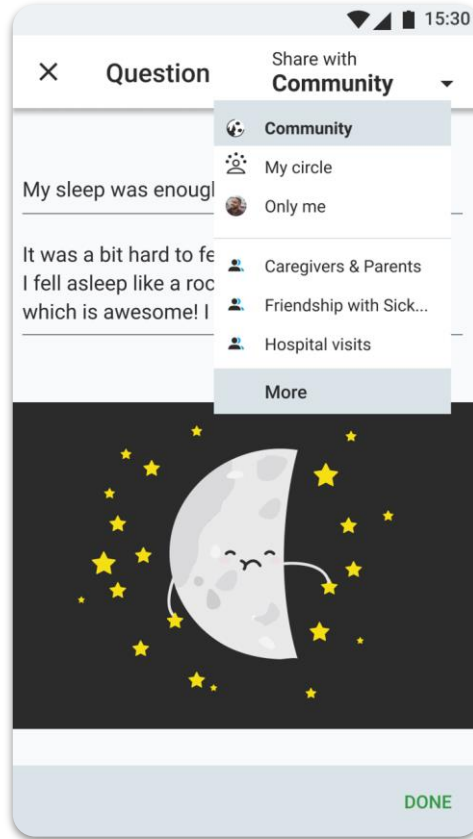 15:30
Question
Share with
Community
Community
My circle
Only me
Caregivers & Parents
Friendship with Sick...
Hospital visits
More
My sleep was enough
It was a bit hard to fe
I fell asleep like a roc
which is awesome! I
DONE